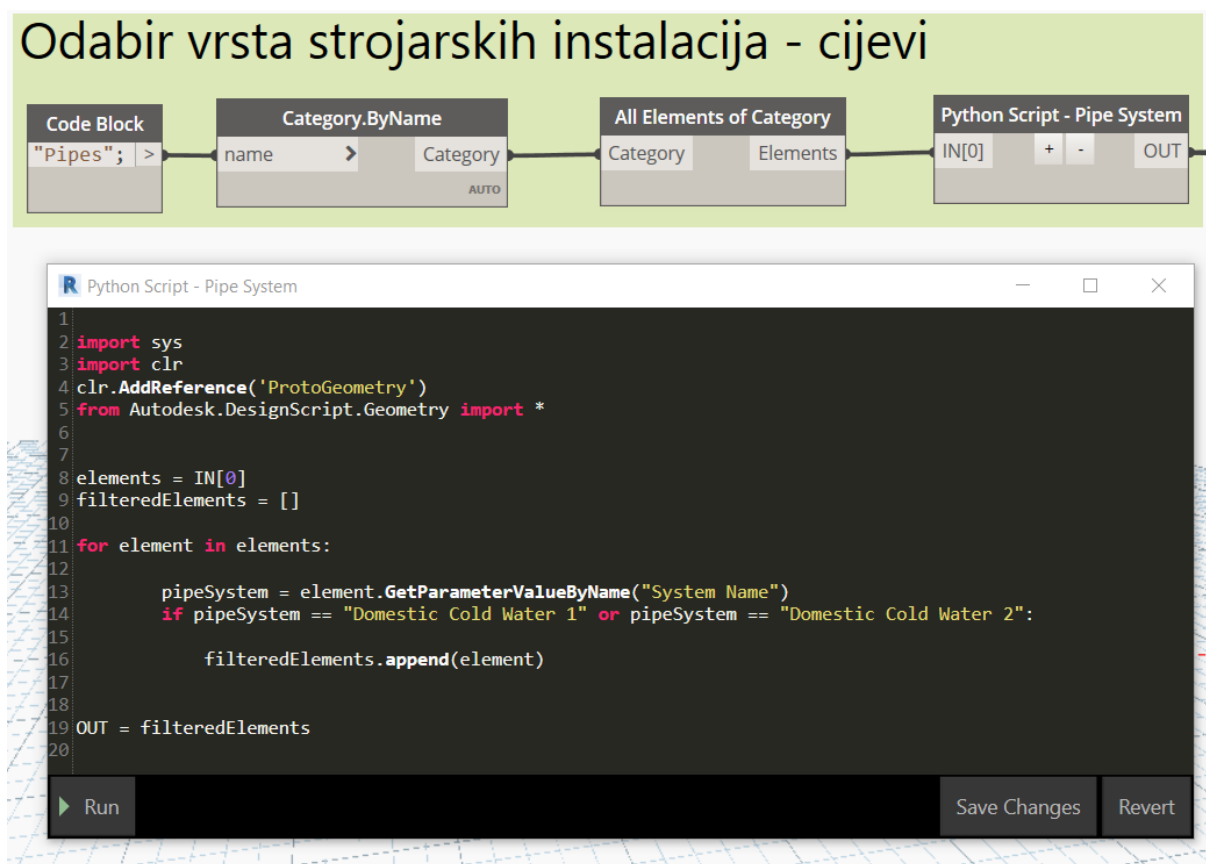 Odabir vrsta strojarskih instalacija - cijevi
Code Block
"Pipes"; >
Category.ByName
name > Category
AUTO
All Elements of Category
Category Elements
Python Script - Pipe System
IN[0] + - OUT
R Python Script - Pipe System
1
2 import sys
3 import clr
4 clr.AddReference('ProtoGeometry')
5 from Autodesk.DesignScript.Geometry import *
6
7
8 elements = IN[0]
9 filteredElements = []
10
11 for element in elements:
12
13 pipeSystem = element.GetParameterValueByName("System Name")
14 if pipeSystem == "Domestic Cold Water 1" or pipeSystem == "Domestic Cold Water 2":
15
16 filteredElements.append(element)
17
18
19 OUT = filteredElements
20
Run Save Changes Revert